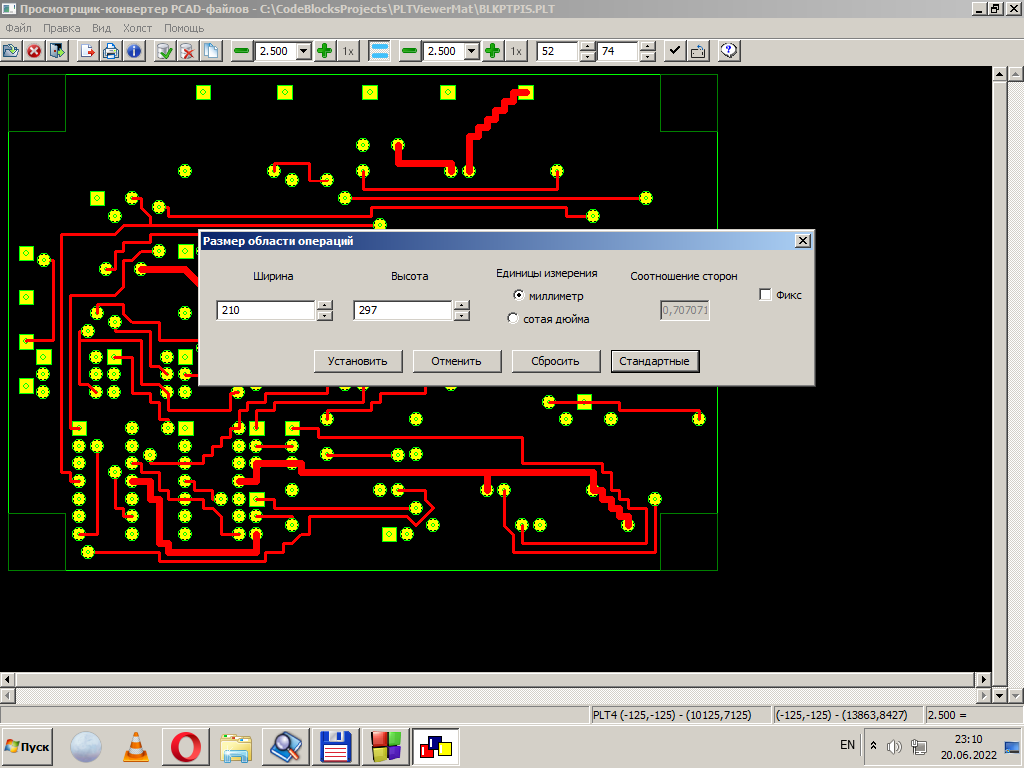 Просмотрщик-конвертер PCAD-файлов - C:\CodeBlocksProjects\PLTViewerMat\BLKPTPIS.PLT
Файл Правка Вид Холст Помощь
2.500 1x 2.500 1x 52 74
Размер области операций
Ширина Высота Единицы измерения Соотношение сторон
210 297 миллиметр 0,707071 Фикс
сотая дюйма
Установить Отменить Сбросить Стандартные
PLT4 (-125,-125) - (10125,7125) (-125,-125) - (13863,8427) 2.500 =
Пуск EN 23:10
20.06.2022